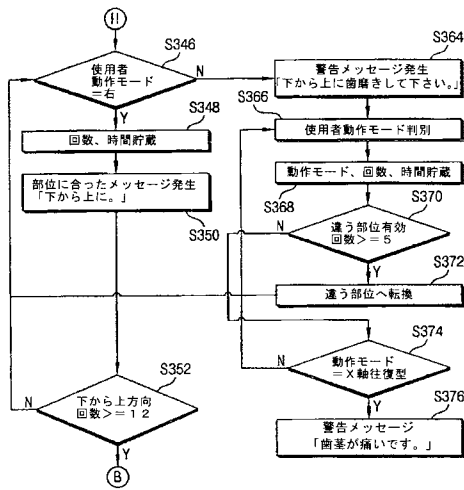 H
S346
使用者
動作モード
＝右
N
Y
S348
回数、時間貯蔵
部位に合ったメッセージ発生
「下から上に。」
S350
S352
下から上方向
回数＞＝１２
N
Y
B
S364
警告メッセージ発生
「下から上に歯磨きして下さい。」
S366
使用者動作モード判別
動作モード、回数、時間貯蔵
S368
S370
違う部位有効
回数＞＝５
N
Y
S372
違う部位へ転換
S374
動作モード
＝X軸往復型
N
Y
S376
警告メッセージ
「歯茎が痛いです。」